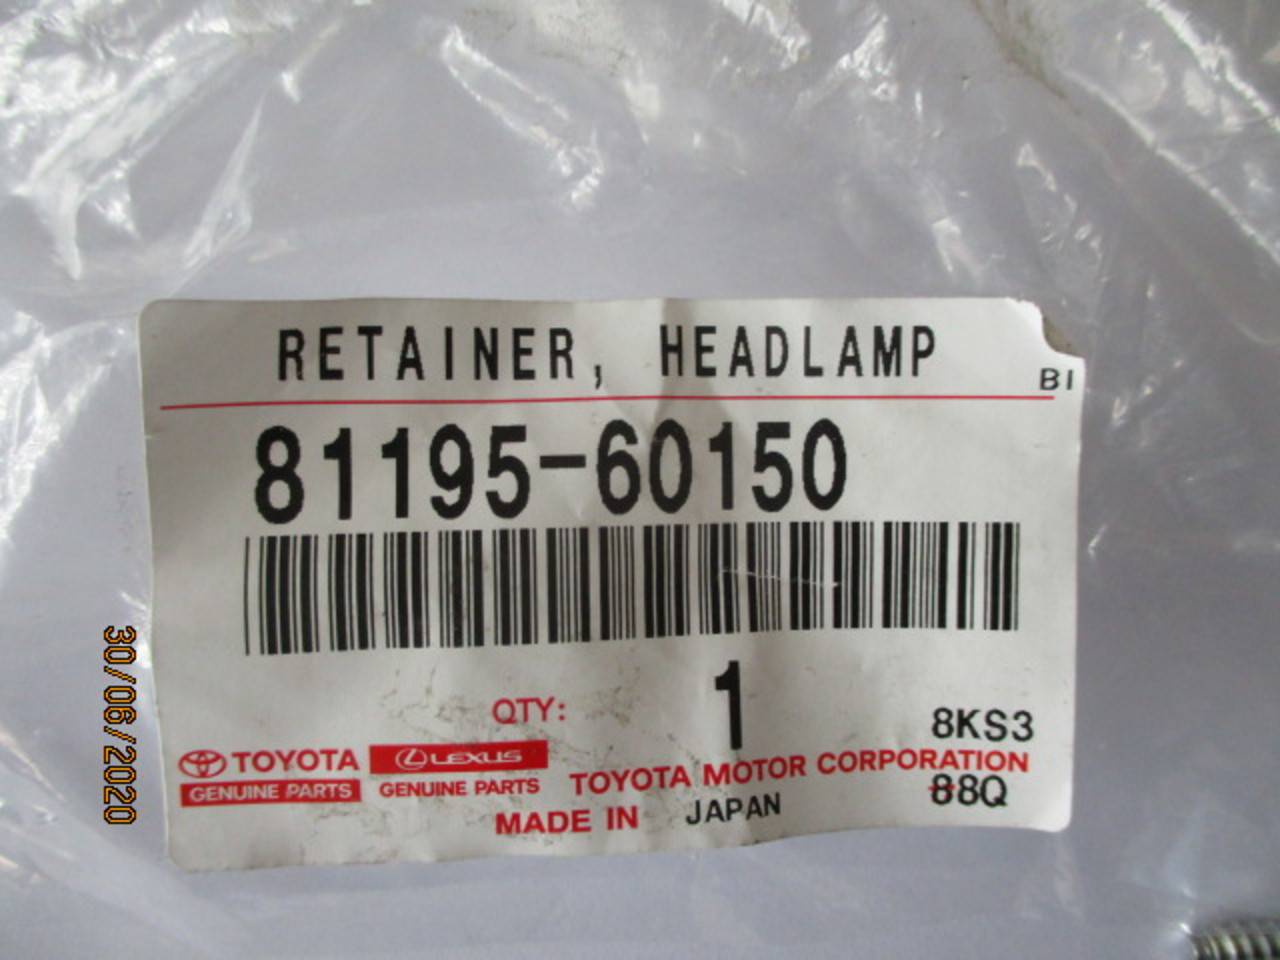 RETAINER, HEADLAMP
BI
81195-60150
QTY: 1
8KS3
TOYOTA LEXUS TOYOTA MOTOR CORPORATION
GENUINE PARTS GENUINE PARTS 88Q
MADE IN JAPAN
30/06/2020